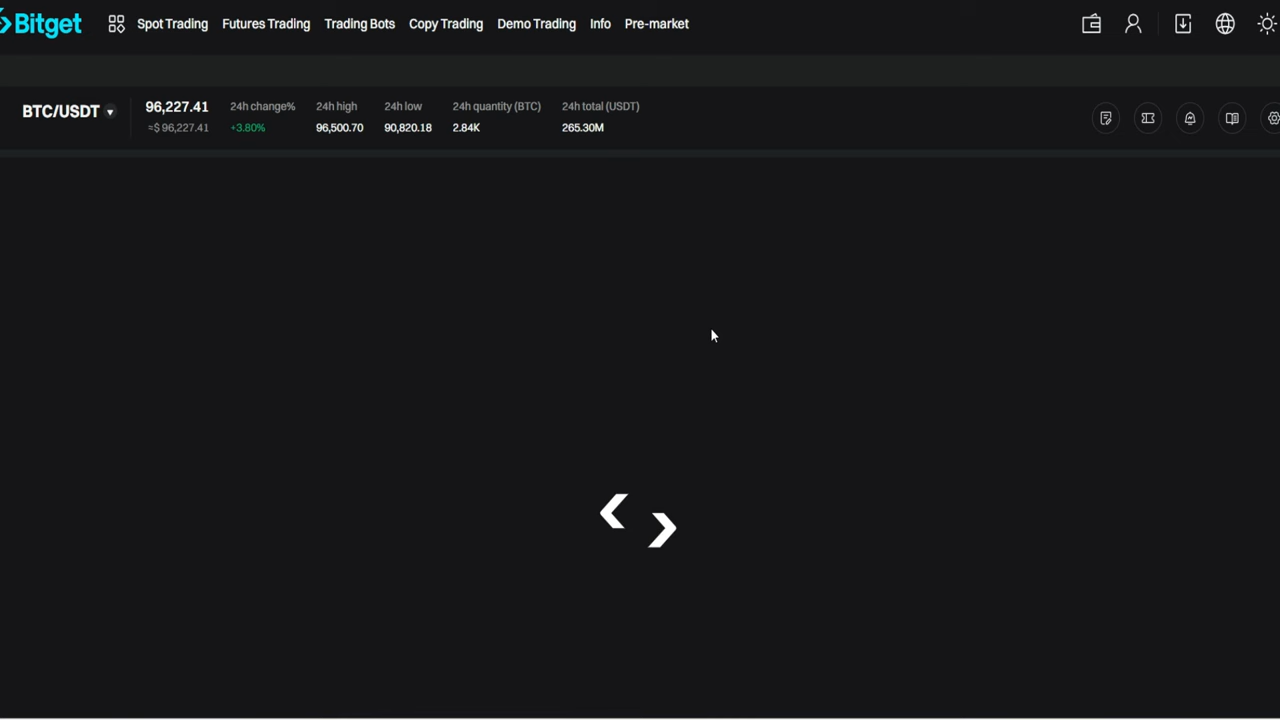 Bitget Spot Trading Futures Trading Trading Bots Copy Trading Demo Trading Info Pre-market
BTC/USDT 96,227.41 24h change% 24h high 24h low 24h quantity (BTC) 24h total (USDT)
≈$ 96,227.41 +3.80% 96,500.70 90,820.18 2.84K 265.30M